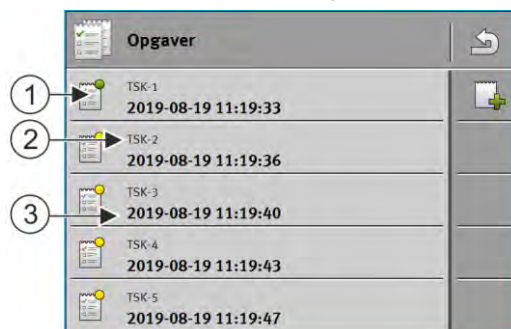 Opgaver
1
TSK-1
2019-08-19 11:19:33
2
TSK-2
2019-08-19 11:19:36
TSK-3
3
2019-08-19 11:19:40
TSK-4
2019-08-19 11:19:43
TSK-5
2019-08-19 11:19:47